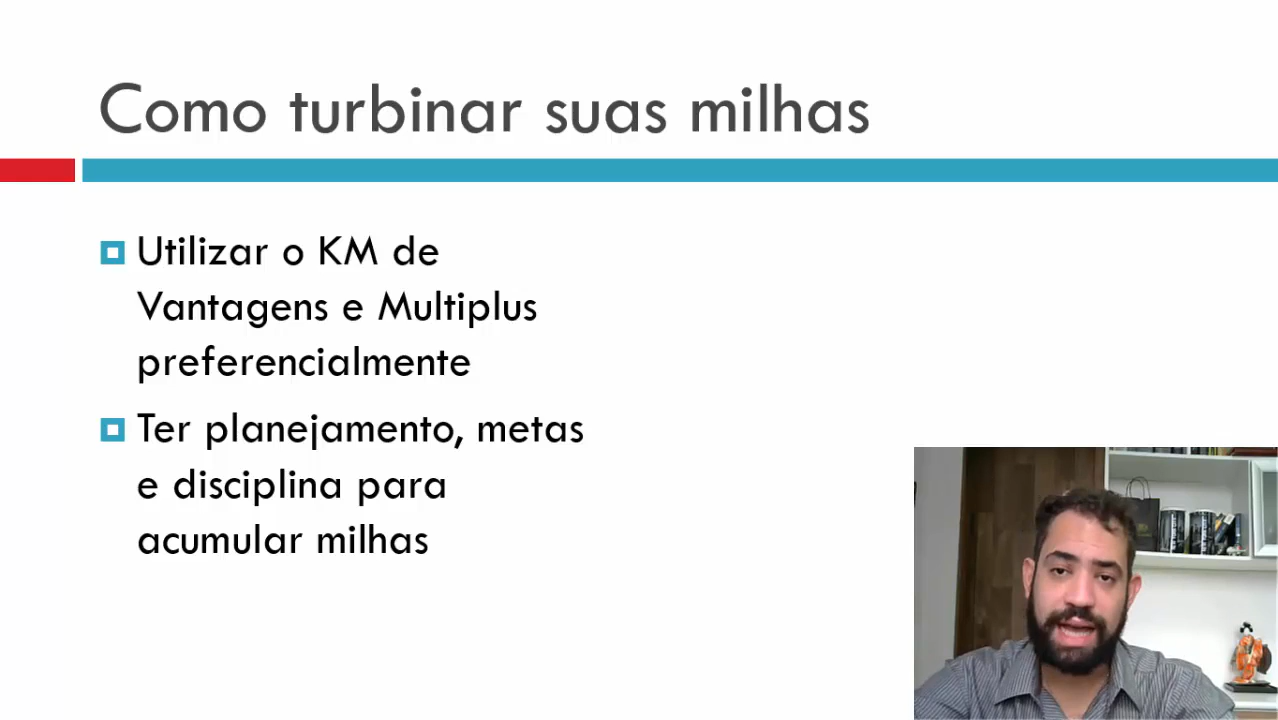 Como turbinar suas milhas
Utilizar o KM de
Vantagens e Multiplus
preferencialmente
Ter planejamento, metas
e disciplina para
acumular milhas